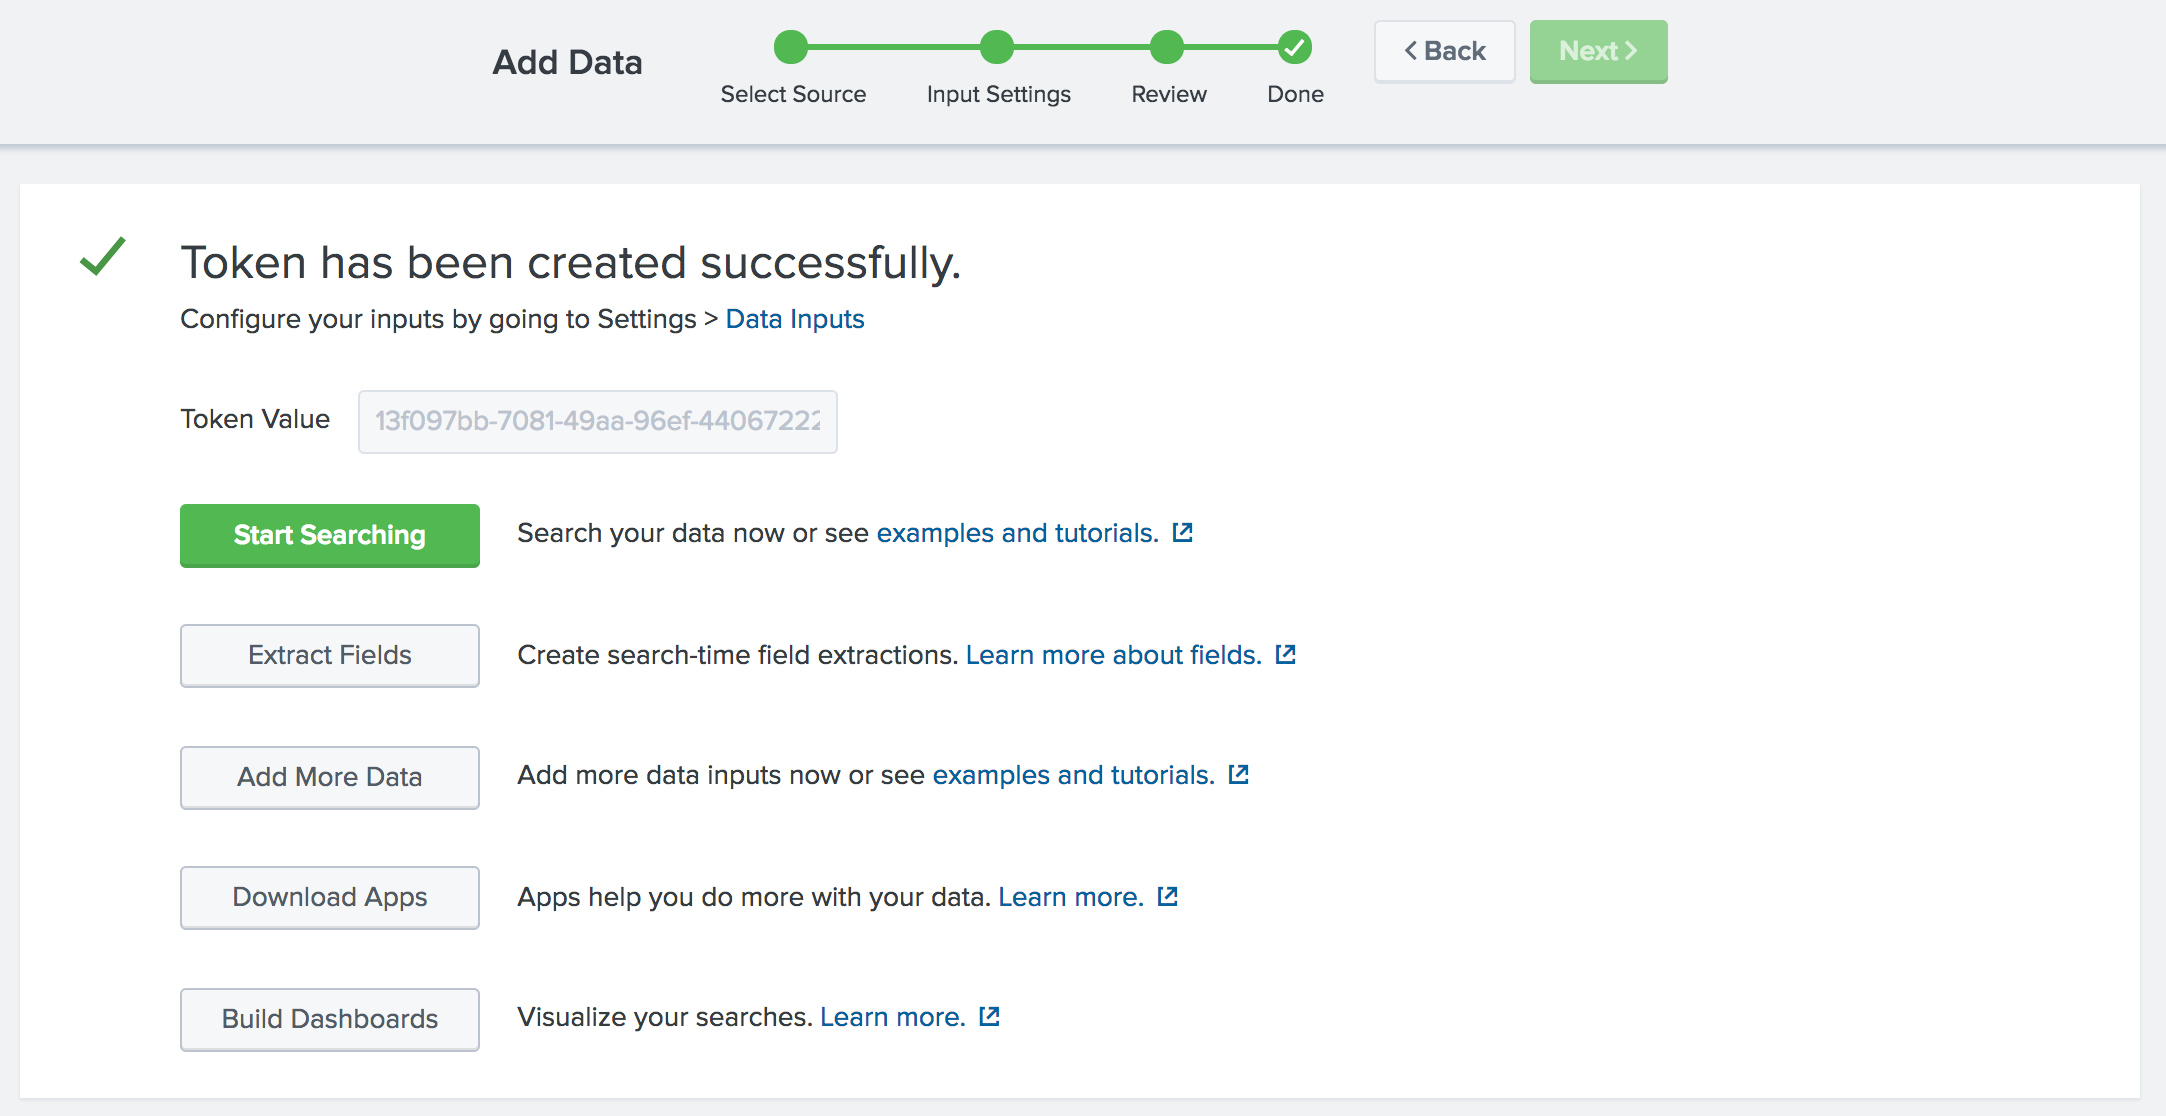 Add Data
Select Source
Input Settings
Review
Done
Back
Next
Token has been created successfully.
Configure your inputs by going to Settings > Data Inputs
Token Value 13f097bb-7081-49aa-96ef-44067222
Start Searching Search your data now or see examples and tutorials.
Extract Fields Create search-time field extractions. Learn more about fields.
Add More Data Add more data inputs now or see examples and tutorials.
Download Apps Apps help you do more with your data. Learn more.
Build Dashboards Visualize your searches. Learn more.